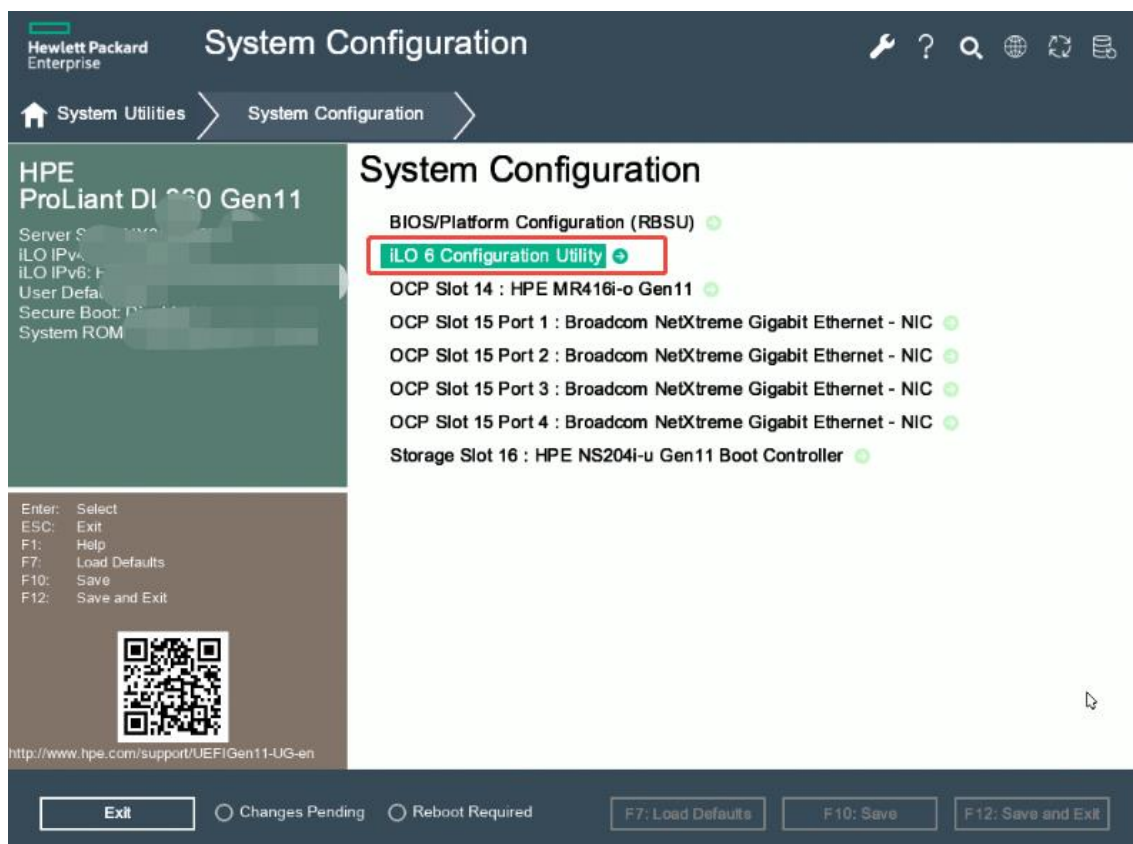 Hewlett Packard
Enterprise
System Configuration
System Utilities
System Configuration
HPE
ProLiant
Gen11
Server
iLO
iLO IPv6:
User
Secure Boot:
System ROM
System Configuration
BIOS/Platform Configuration (RBSU)
iLO 6 Configuration Utility
OCP Slot 14 : HPE MR416i-o Gen11
OCP Slot 15 Port 1 : Broadcom NetXtreme Gigabit Ethernet - NIC
OCP Slot 15 Port 2 : Broadcom NetXtreme Gigabit Ethernet - NIC
OCP Slot 15 Port 3 : Broadcom NetXtreme Gigabit Ethernet - NIC
OCP Slot 15 Port 4 : Broadcom NetXtreme Gigabit Ethernet - NIC
Storage Slot 16 : HPE NS204i-u Gen11 Boot Controller
Enter: Select
ESC: Exit
F1: Help
F7: Load Defaults
F10: Save
F12: Save and Exit
http://www.hpe.com/support/UEFIGen11-UG-en
Exit
Changes Pending
Reboot Required
F7: Load Defaults
F10: Save
F12: Save and Exit